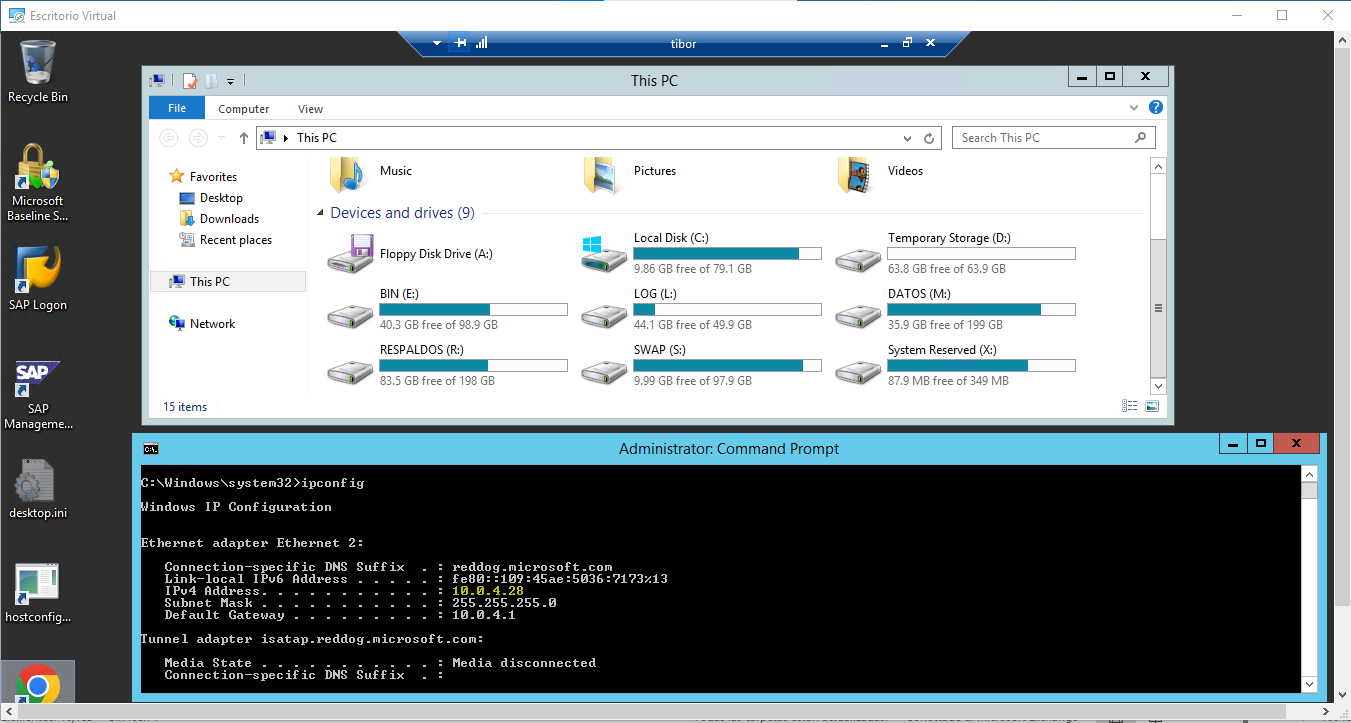 Escritorio Virtual
tibor
Recycle Bin
Microsoft
Baseline S...
SAP Logon
SAP
SAP
Manageme...
desktop.ini
hostconfig...
This PC
File Computer View
This PC
Search This PC
Favorites
Desktop
Downloads
Recent places
This PC
Network
Music
Pictures
Videos
Devices and drives (9)
Floppy Disk Drive (A:)
Local Disk (C:)
9.86 GB free of 79.1 GB
Temporary Storage (D:)
63.8 GB free of 63.9 GB
BIN (E:)
40.3 GB free of 98.9 GB
LOG (L:)
44.1 GB free of 49.9 GB
DATOS (M:)
35.9 GB free of 199 GB
RESPALDOS (R:)
83.5 GB free of 198 GB
SWAP (S:)
9.99 GB free of 97.9 GB
System Reserved (X:)
87.9 MB free of 349 MB
15 items
Administrator: Command Prompt
C:\Windows\system32>ipconfig
Windows IP Configuration
Ethernet adapter Ethernet 2:
Connection-specific DNS Suffix . : reddog.microsoft.com
Link-local IPv6 Address . . . . . : fe80::109:45ae:5036:7173%13
IPv4 Address. . . . . . . . . . . : 10.0.4.28
Subnet Mask . . . . . . . . . . . : 255.255.255.0
Default Gateway . . . . . . . . . : 10.0.4.1
Tunnel adapter isatap.reddog.microsoft.com:
Media State . . . . . . . . . . . : Media disconnected
Connection-specific DNS Suffix . :